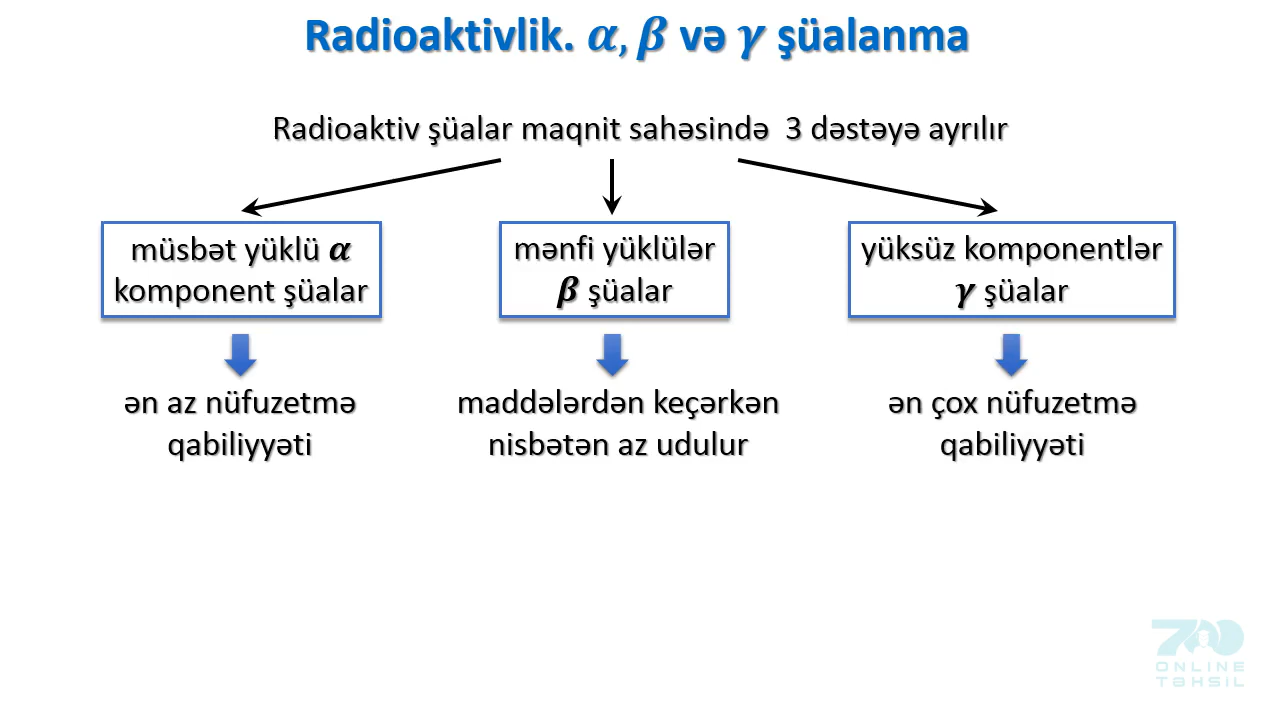 Radioaktivlik. α, β və γ şüalanma
Radioaktiv şüalar maqnit sahəsində 3 dəstəyə ayrılır
müsbət yüklü α
komponent şüalar
mənfi yüklülər
β şüalar
yüksüz komponentlər
γ şüalar
ən az nüfuzetmə
qabiliyyəti
maddələrdən keçərkən
nisbətən az udulur
ən çox nüfuzetmə
qabiliyyəti
700
ONLINE
TƏHSIL